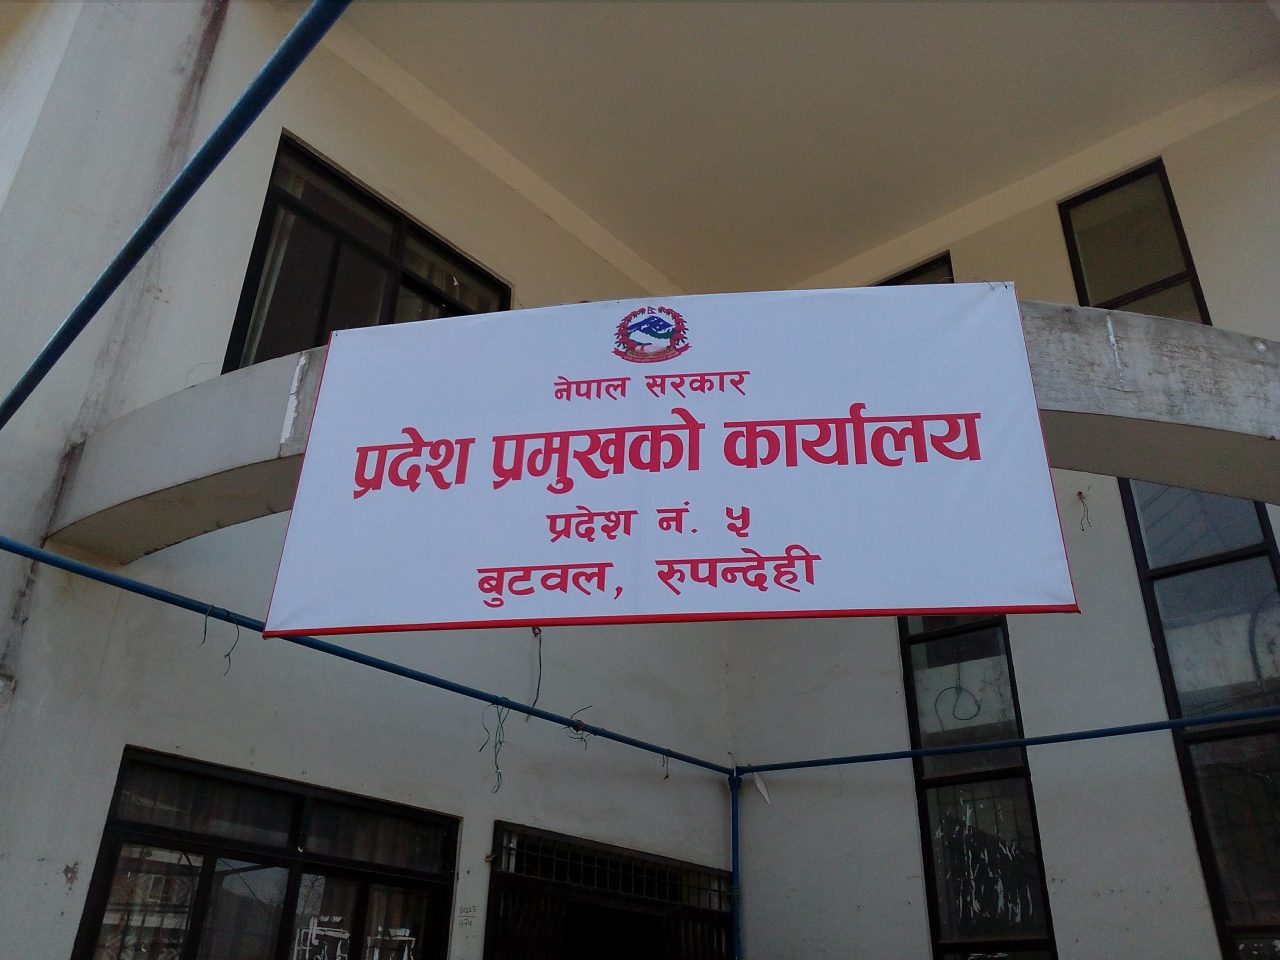 नेपाल सरकार
प्रदेश प्रमुखको कार्यालय
प्रदेश नं. ५
बुटवल, रुपन्देही